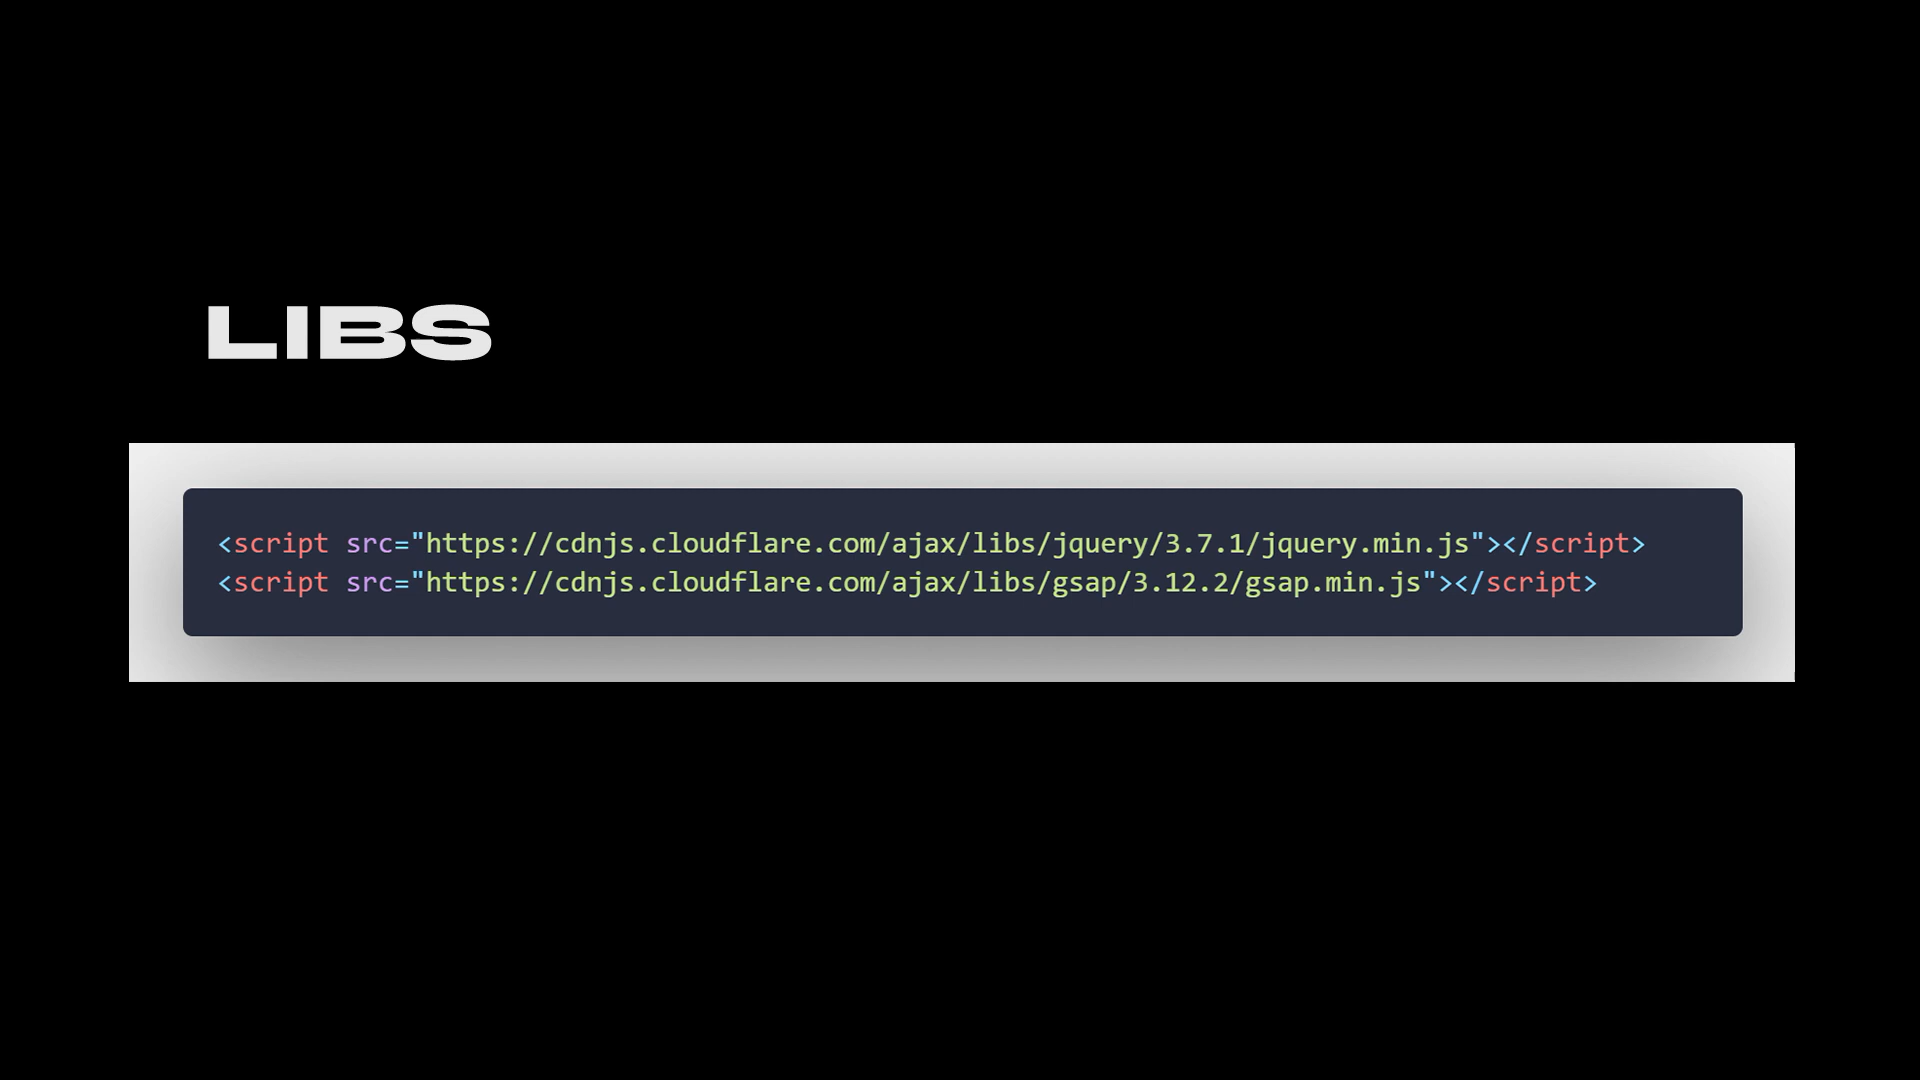 LIBS
<script src="https://cdnjs.cloudflare.com/ajax/libs/jquery/3.7.1/jquery.min.js"></script>
<script src="https://cdnjs.cloudflare.com/ajax/libs/gsap/3.12.2/gsap.min.js"></script>